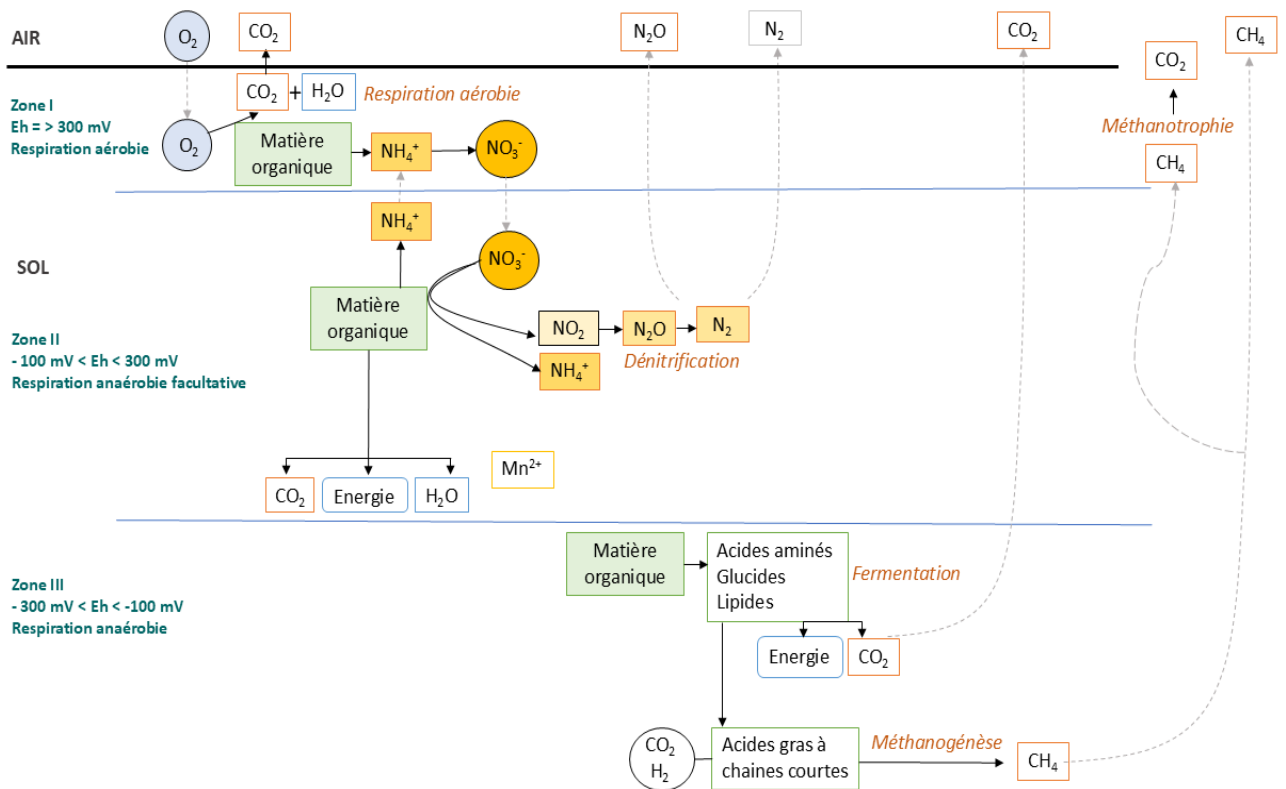 AIR
O2
CO2
N2O
N2
CO2
CH4
CO2
Zone I
Eh = > 300 mV
Respiration aérobie
O2
CO2 + H2O
Respiration aérobie
Matière
organique
NH4+
NO3-
Méthanotrophie
CH4
SOL
NH4+
NO3-
Matière
organique
NO2
N2O
N2
Dénitrification
NH4+
Zone II
- 100 mV < Eh < 300 mV
Respiration anaérobie facultative
Mn2+
CO2
Energie
H2O
Zone III
- 300 mV < Eh < -100 mV
Respiration anaérobie
Matière
organique
Acides aminés
Glucides
Lipides
Fermentation
Energie
CO2
CO2
H2
Acides gras à
chaines courtes
Méthanogénèse
CH4